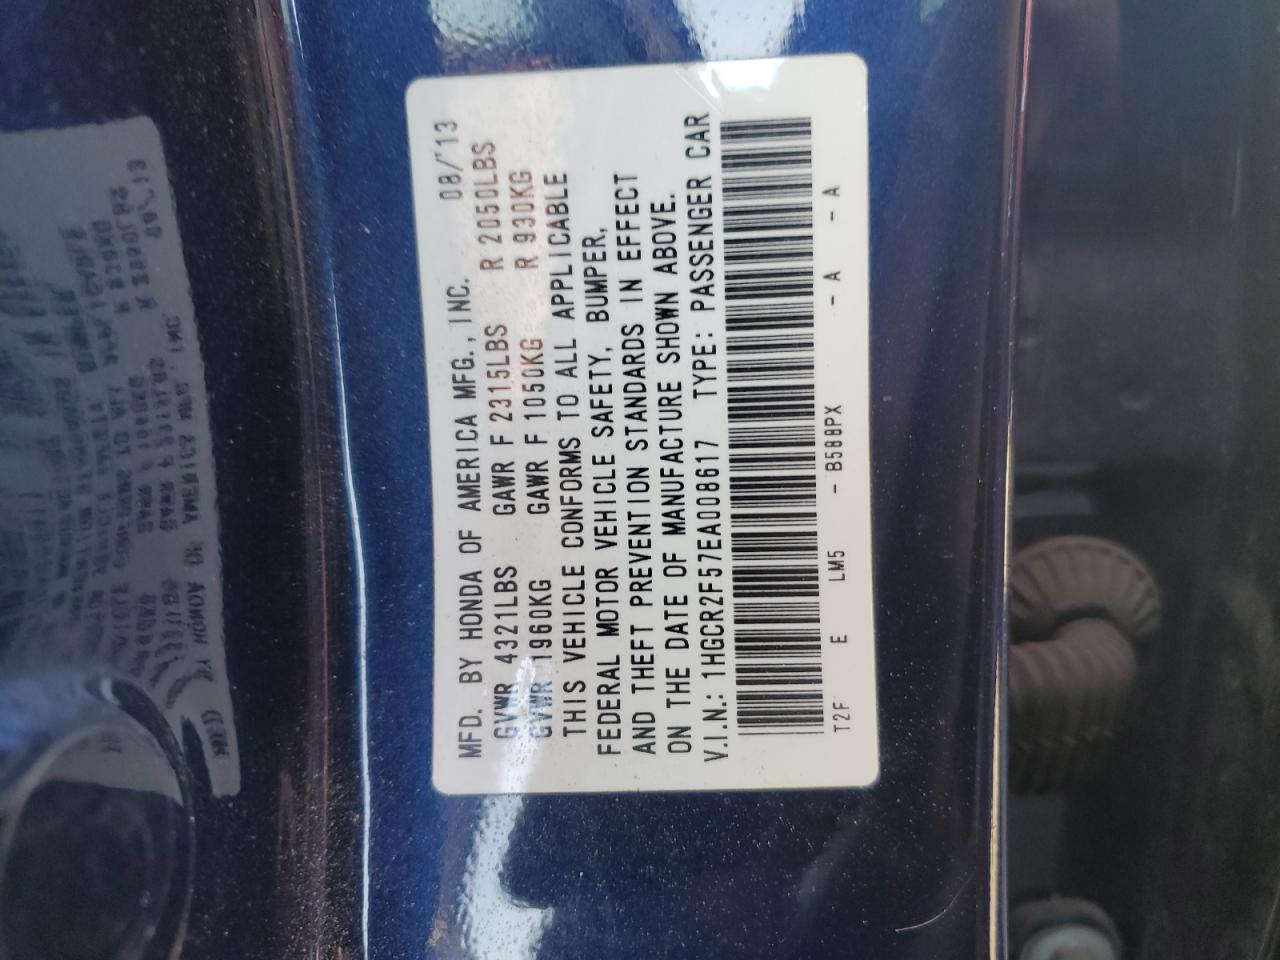 MFD. BY HONDA OF AMERICA MFG., INC. 08/'13
GVWR 4321LBS GAWR F 2315LBS R 2050LBS
GVWR 1960KG GAWR F 1050KG R 930KG
THIS VEHICLE CONFORMS TO ALL APPLICABLE
FEDERAL MOTOR VEHICLE SAFETY, BUMPER,
AND THEFT PREVENTION STANDARDS IN EFFECT
ON THE DATE OF MANUFACTURE SHOWN ABOVE.
V.I.N.: 1HGCR2F57EA008617 TYPE: PASSENGER CAR
T2F E LM5 - B588PX - A - A